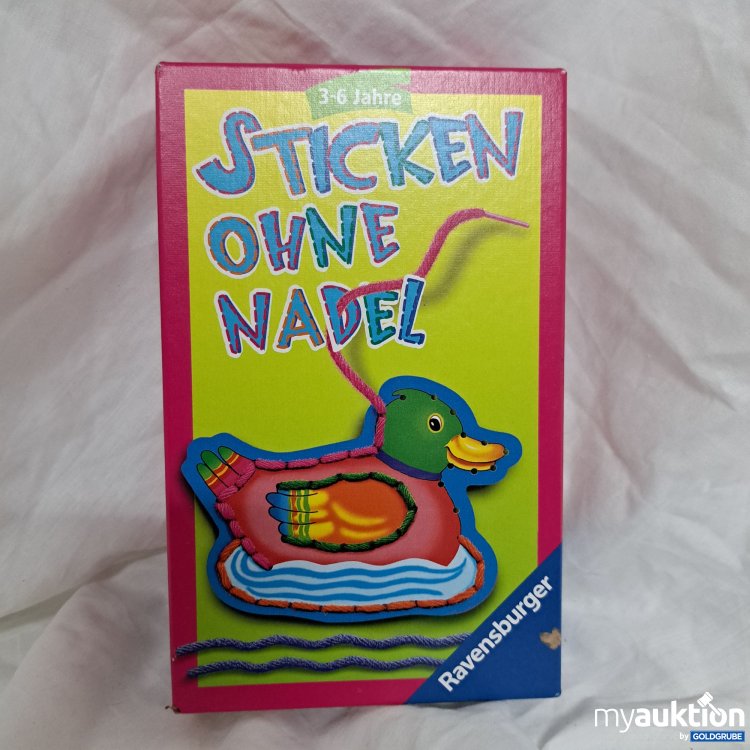 3-6 Jahre
STICKEN
OHNE
NADEL
Ravensburger
myauktion
by GOLDGRUBE